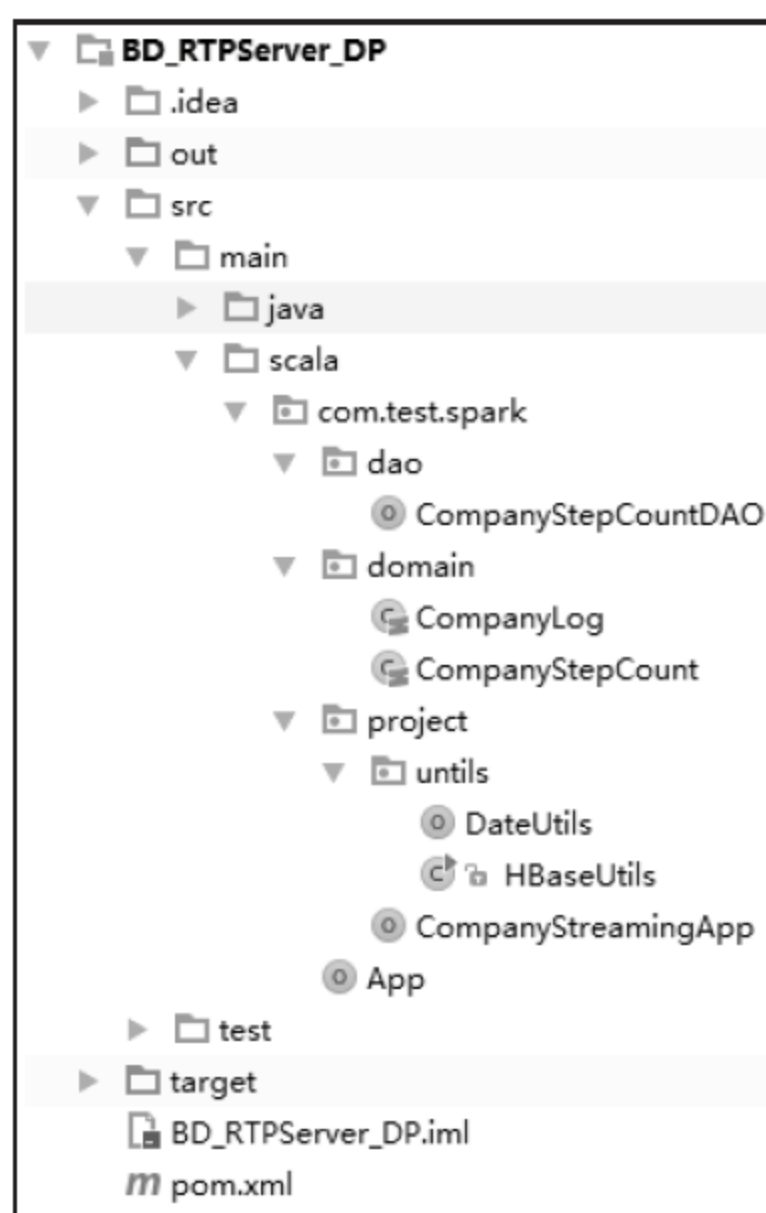 BD_RTPServer_DP
.idea
out
src
main
java
scala
com.test.spark
dao
CompanyStepCountDAO
domain
CompanyLog
CompanyStepCount
project
untils
DateUtils
HBaseUtils
CompanyStreamingApp
App
test
target
BD_RTPServer_DP.iml
pom.xml